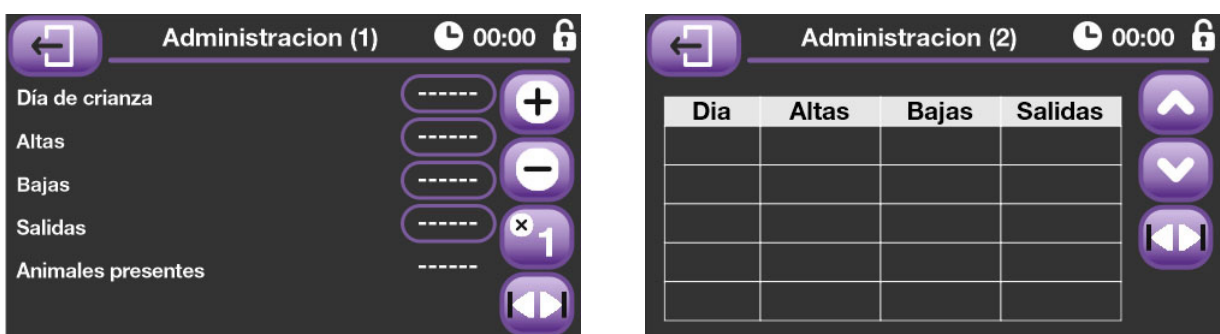 Administracion (1) 00:00
Día de crianza ------
Altas ------
Bajas ------
Salidas ------
×1
Animales presentes ------
Administracion (2) 00:00
Dia Altas Bajas Salidas